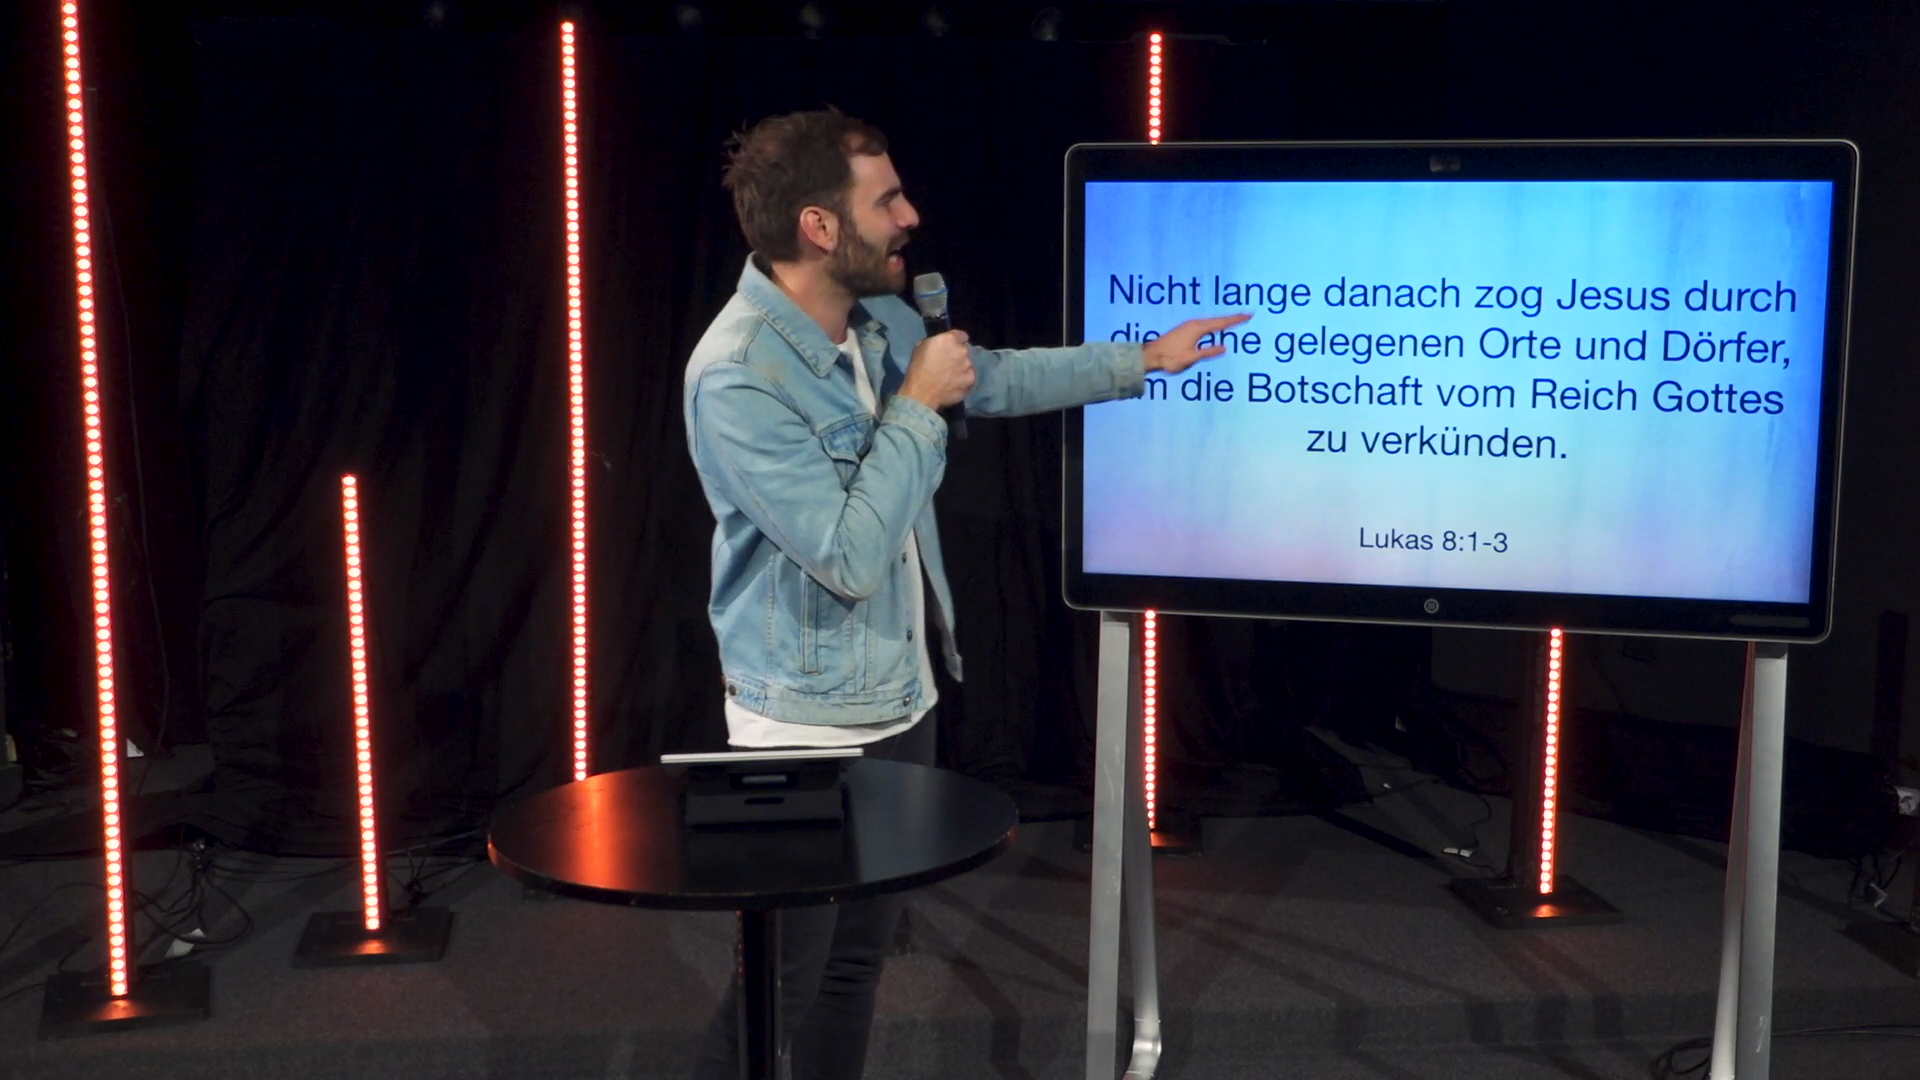 Nicht lange danach zog Jesus durch
die gelegenen Orte und Dörfer,
die Botschaft vom Reich Gottes
zu verkünden.
Lukas 8:1-3